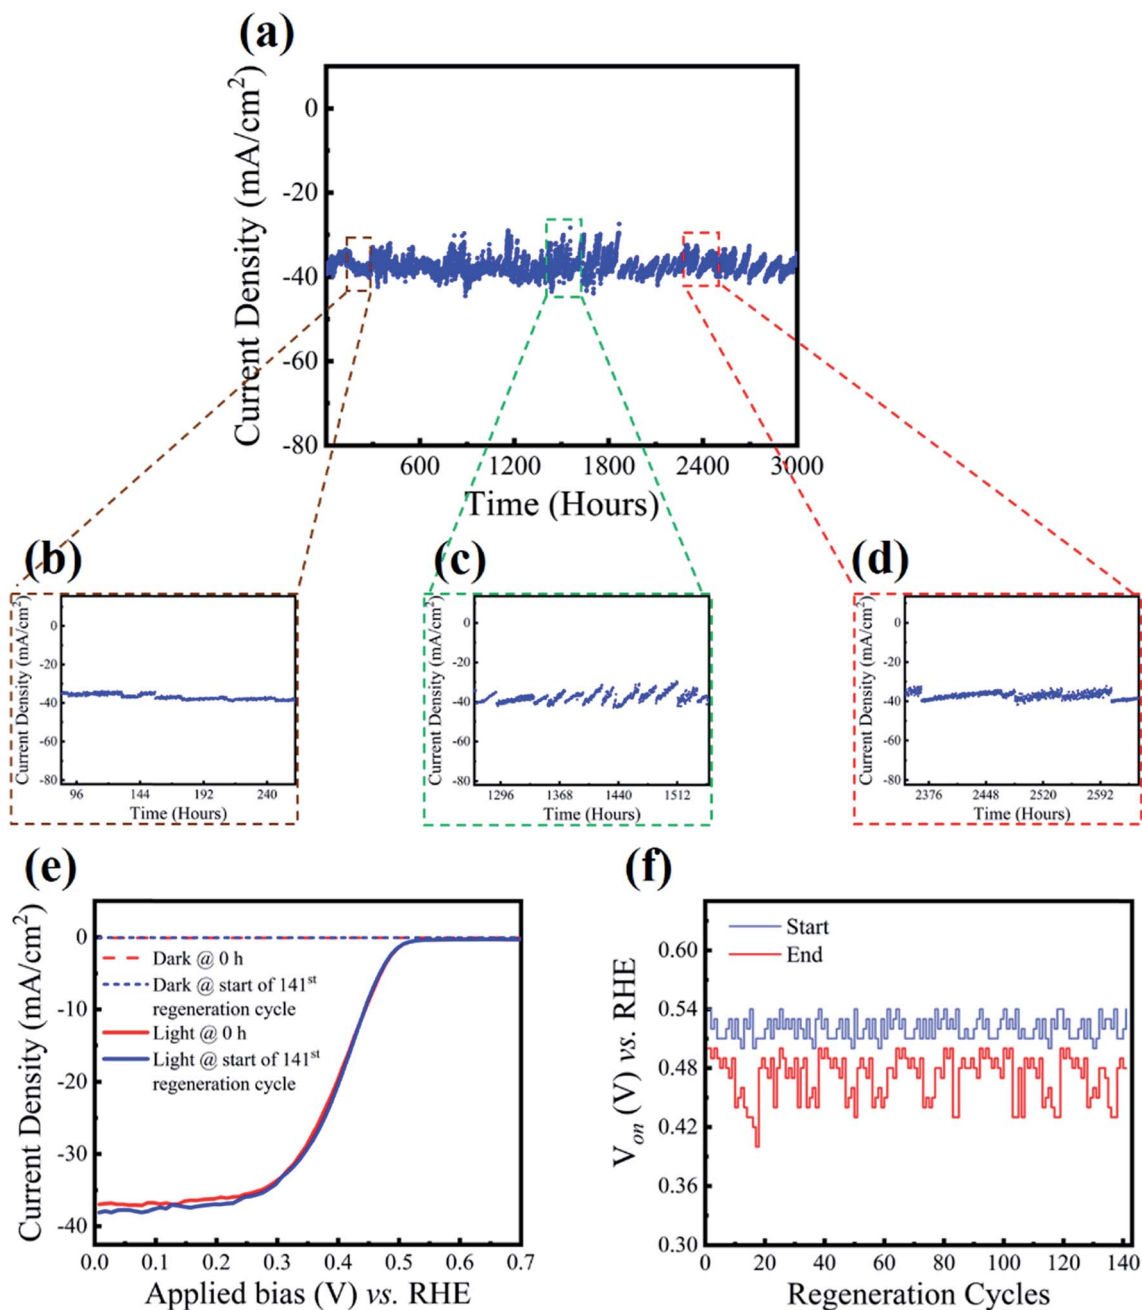 (a)
Current Density (mA/cm²)
0
-20
-40
-60
-80
600 1200 1800 2400 3000
Time (Hours)
(b)
Current Density (mA/cm²)
0
-20
-40
-60
-80
96 144 192 240
Time (Hours)
(c)
Current Density (mA/cm²)
0
-20
-40
-60
-80
1296 1368 1440 1512
Time (Hours)
(d)
Current Density (mA/cm²)
0
-20
-40
-60
-80
2376 2448 2520 2592
Time (Hours)
(e)
Current Density (mA/cm²)
0
-10
-20
-30
-40
Dark @ 0 h
Dark @ start of 141st
regeneration cycle
Light @ 0 h
Light @ start of 141st
regeneration cycle
0.0 0.1 0.2 0.3 0.4 0.5 0.6 0.7
Applied bias (V) vs. RHE
(f)
Von (V) vs. RHE
0.60
0.54
0.48
0.42
0.36
0.30
Start
End
0 20 40 60 80 100 120 140
Regeneration Cycles